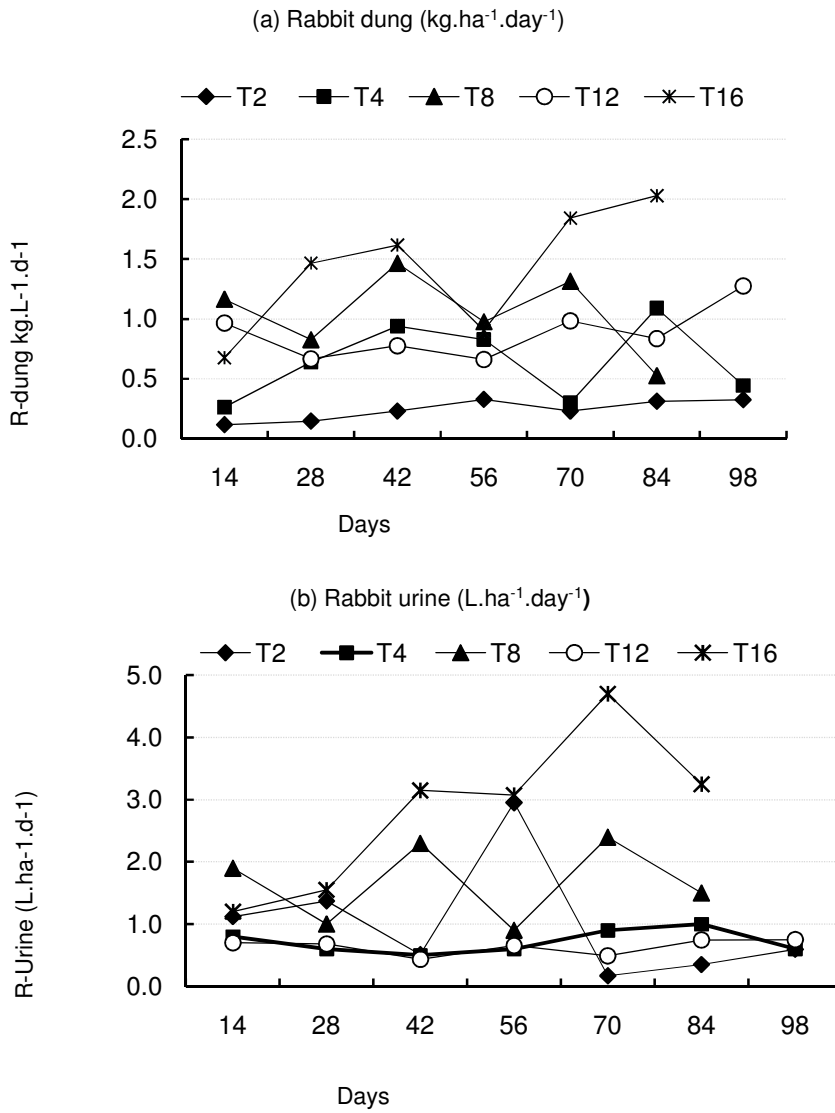 (a) Rabbit dung (kg.ha⁻¹.day⁻¹)
T2 T4 T8 T12 T16
2.5
2.0
1.5
1.0
0.5
0.0
R-dung kg.L-1.d-1
14 28 42 56 70 84 98
Days
(b) Rabbit urine (L.ha⁻¹.day⁻¹)
T2 T4 T8 T12 T16
5.0
4.0
3.0
2.0
1.0
0.0
R-Urine (L.ha-1.d-1)
14 28 42 56 70 84 98
Days